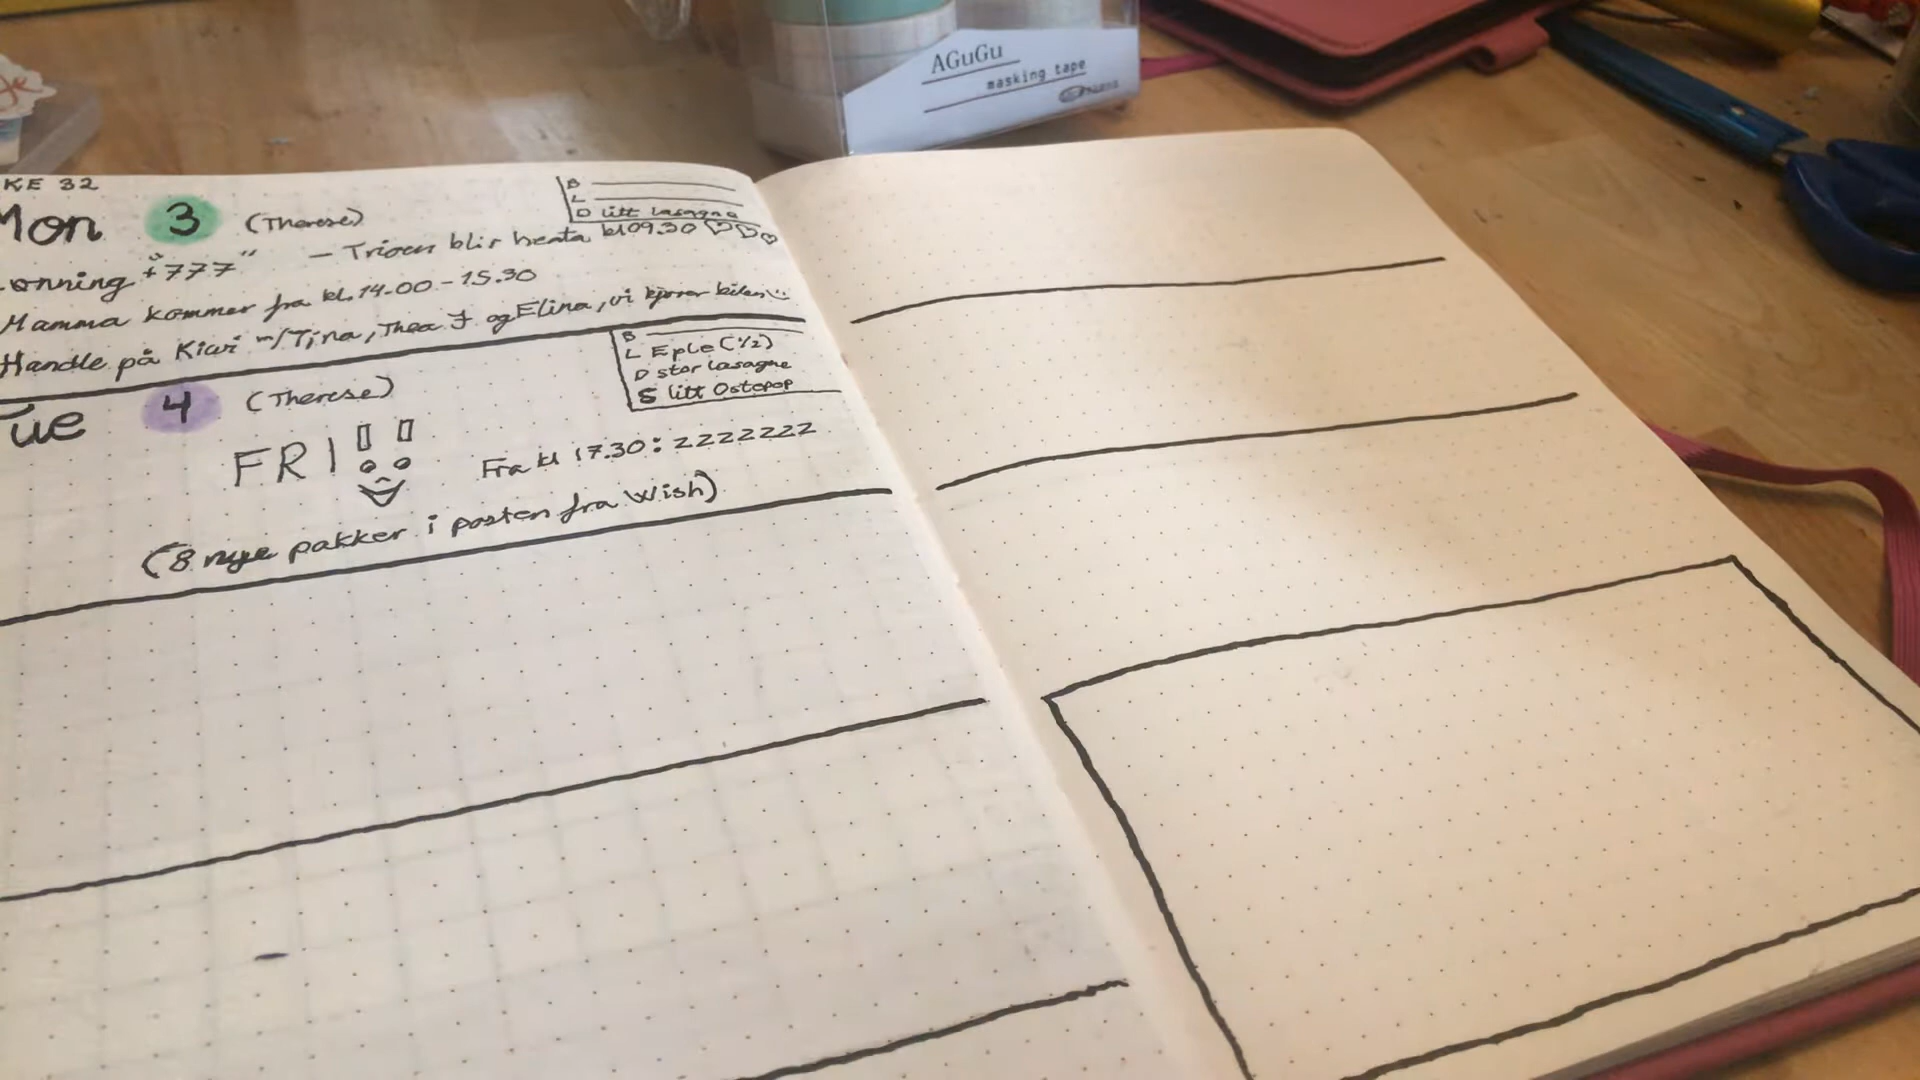 AGuGu
masking tape
KE 32
Mon 3 (Therese)
B
L
D litt lasagne
onning "+777" - Trioen blir henta kl 09.30
Mamma kommer fra kl. 14.00-15.30
Handle på Kiwi m/Tina, Thea F og Elina, vi kjører bilen
Tue 4 (Therese)
B
L Eple (1/2)
D stor lasagne
S litt Ostepop
FRI!!
Fra kl 17.30: ZZZZZZZ
(8 nye pakker i posten fra Wish)